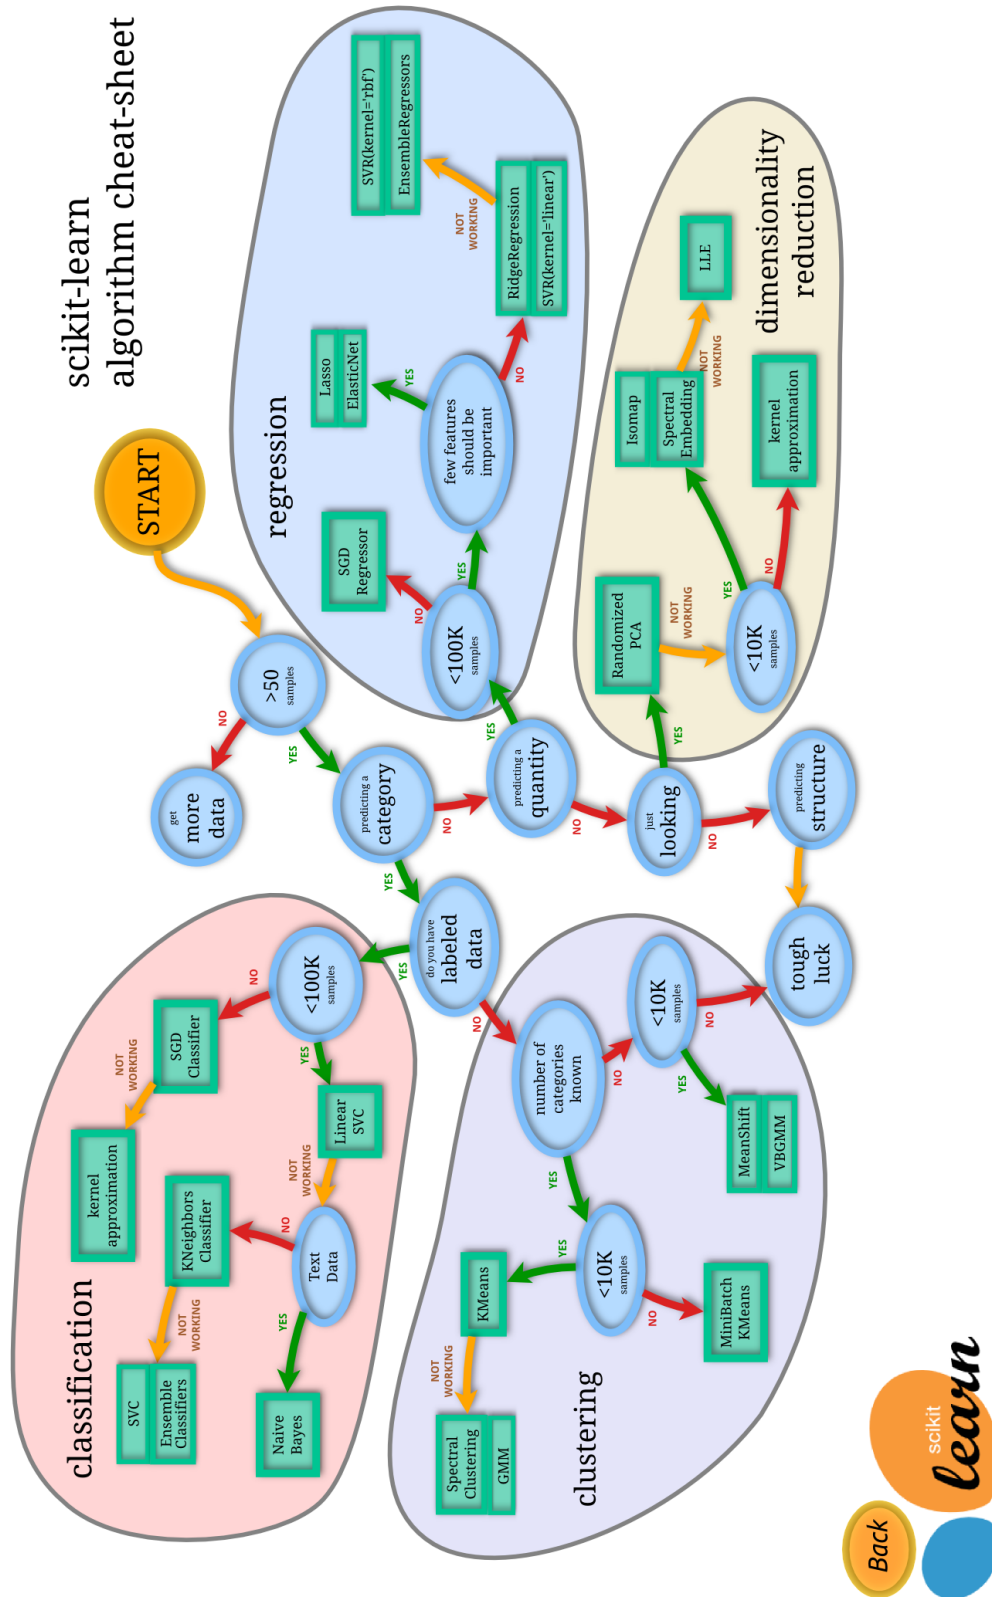 scikit-learn
algorithm cheat-sheet
START
>50
samples
NO
YES
get
more
data
predicting a
category
YES
NO
do you have
labeled
data
YES
NO
predicting a
quantity
YES
NO
just
looking
YES
NO
predicting
structure
tough
luck
classification
<100K
samples
NO
YES
SGD
Classifier
NOT
WORKING
kernel
approximation
Linear
SVC
NOT
WORKING
Text
Data
NO
YES
KNeighbors
Classifier
NOT
WORKING
SVC
Ensemble
Classifiers
Naive
Bayes
clustering
number of
categories
known
YES
NO
<10K
samples
YES
NO
KMeans
NOT
WORKING
Spectral
Clustering
GMM
MiniBatch
KMeans
<10K
samples
YES
NO
MeanShift
VBGMM
regression
<100K
samples
NO
YES
SGD
Regressor
few features
should be
important
YES
NO
Lasso
ElasticNet
RidgeRegression
SVR(kernel='linear')
NOT
WORKING
SVR(kernel='rbf')
EnsembleRegressors
dimensionality
reduction
Randomized
PCA
NOT
WORKING
<10K
samples
YES
NO
Isomap
Spectral
Embedding
NOT
WORKING
LLE
kernel
approximation
Back
scikit
learn